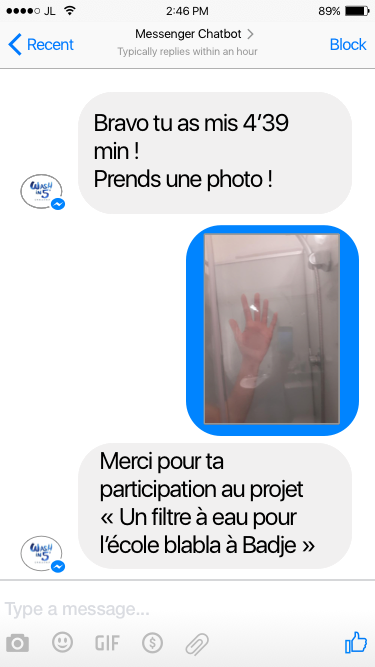 JL 2:46 PM 89%
Recent Messenger Chatbot Block
Typically replies within an hour
Bravo tu as mis 4’39
min !
Prends une photo !
WASH
IN 5
Merci pour ta
participation au projet
« Un filtre à eau pour
l’école blabla à Badje »
WASH
IN 5
Type a message...
GIF